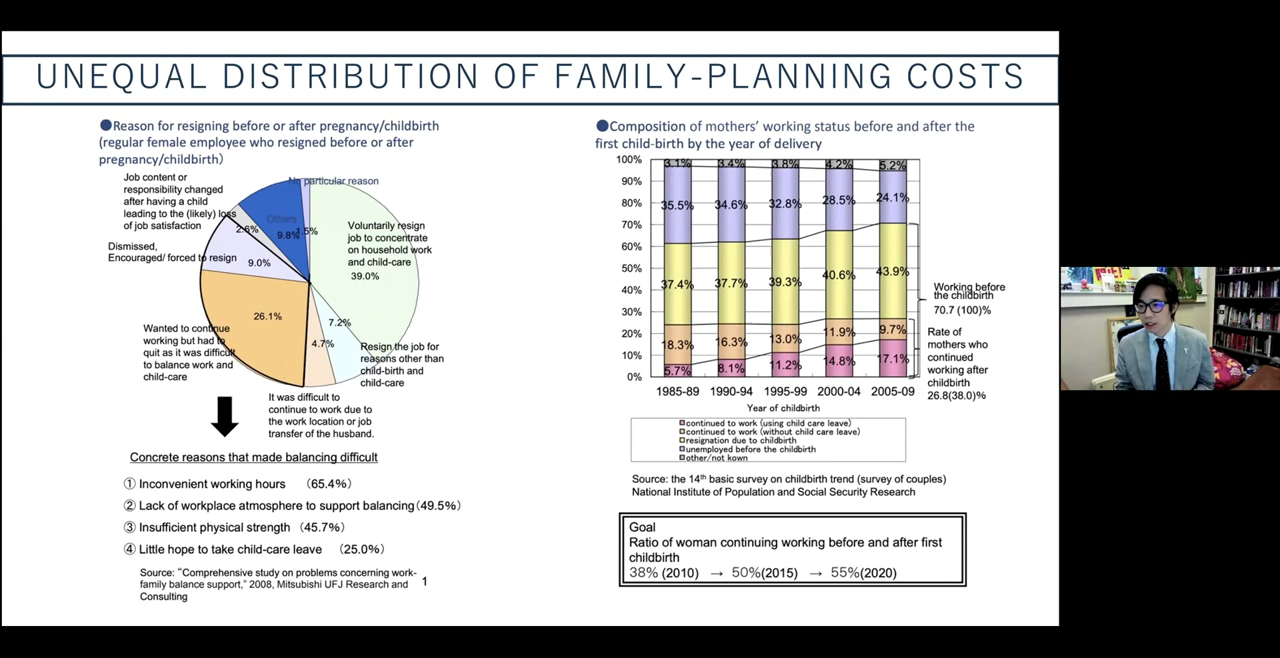 UNEQUAL DISTRIBUTION OF FAMILY-PLANNING COSTS
●Reason for resigning before or after pregnancy/childbirth
(regular female employee who resigned before or after
pregnancy/childbirth)
Job content or
responsibility changed
after having a child
leading to the (likely) loss
of job satisfaction
No particular reason
Others
9.8%
1.5%
2.6%
Dismissed,
Encouraged/ forced to resign
9.0%
Voluntarily resign
job to concentrate
on household work
and child-care
39.0%
26.1%
7.2%
4.7%
Wanted to continue
working but had to
quit as it was difficult
to balance work and
child-care
Resign the job for
reasons other than
child-birth and
child-care
It was difficult to
continue to work due to
the work location or job
transfer of the husband.
Concrete reasons that made balancing difficult
① Inconvenient working hours （65.4%）
② Lack of workplace atmosphere to support balancing（49.5%）
③ Insufficient physical strength （45.7%）
④ Little hope to take child-care leave （25.0%）
Source: “Comprehensive study on problems concerning work-
family balance support,” 2008, Mitsubishi UFJ Research and
Consulting
1
●Composition of mothers’ working status before and after the
first child-birth by the year of delivery
100%
90%
80%
70%
60%
50%
40%
30%
20%
10%
0%
3.1% 3.4% 3.8% 4.2% 5.2%
35.5% 34.6% 32.8% 28.5% 24.1%
37.4% 37.7% 39.3% 40.6% 43.9%
18.3% 16.3% 13.0% 11.9% 9.7%
5.7% 8.1% 11.2% 14.8% 17.1%
1985-89 1990-94 1995-99 2000-04 2005-09
Year of childbirth
Working before
the childbirth
70.7 (100)%
Rate of
mothers who
continued
working after
childbirth
26.8(38.0)%
continued to work (using child care leave)
continued to work (without child care leave)
resignation due to childbirth
unemployed before the childbirth
other/not kown
Source: the 14th basic survey on childbirth trend (survey of couples)
National Institute of Population and Social Security Research
Goal
Ratio of woman continuing working before and after first
childbirth
38% (2010) → 50%(2015) → 55%(2020)